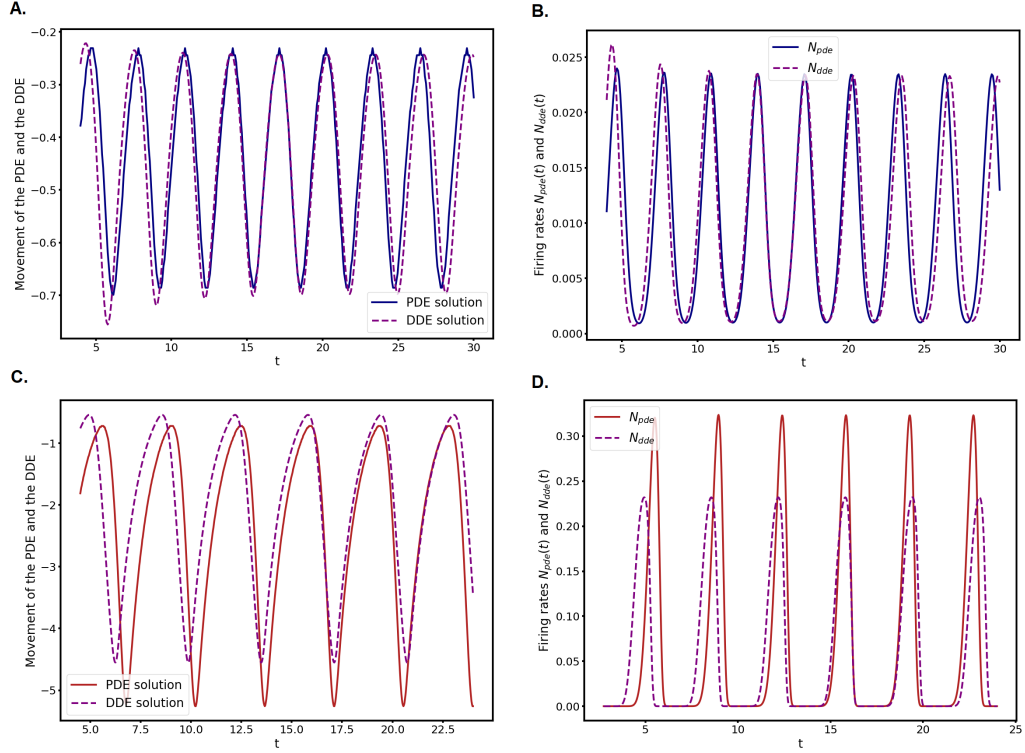 A.
−0.2
−0.3
−0.4
−0.5
−0.6
−0.7
Movement of the PDE and the DDE
5 10 15 20 25 30
t
PDE solution
DDE solution
B.
0.025
0.020
0.015
0.010
0.005
0.000
Firing rates N_pde(t) and N_dde(t)
5 10 15 20 25 30
t
N_pde
N_dde
C.
−1
−2
−3
−4
−5
Movement of the PDE and the DDE
5.0 7.5 10.0 12.5 15.0 17.5 20.0 22.5
t
PDE solution
DDE solution
D.
0.30
0.25
0.20
0.15
0.10
0.05
0.00
Firing rates N_pde(t) and N_dde(t)
5 10 15 20 25
t
N_pde
N_dde